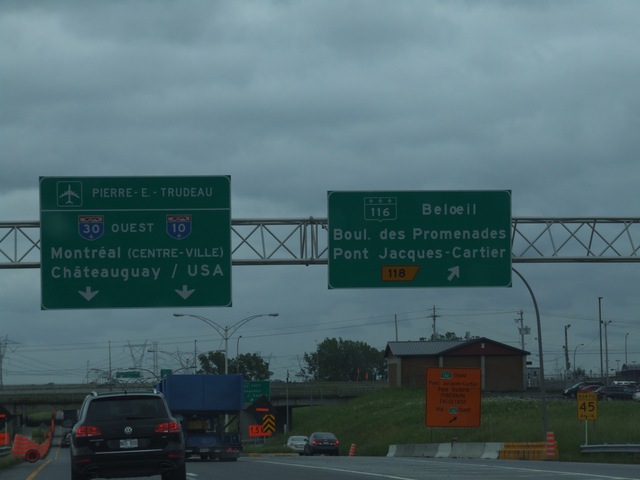 PIERRE-E.-TRUDEAU
30 OUEST 10
Montréal (CENTRE-VILLE)
Châteauguay / USA
116 Belœil
Boul. des Promenades
Pont Jacques-Cartier
118
45